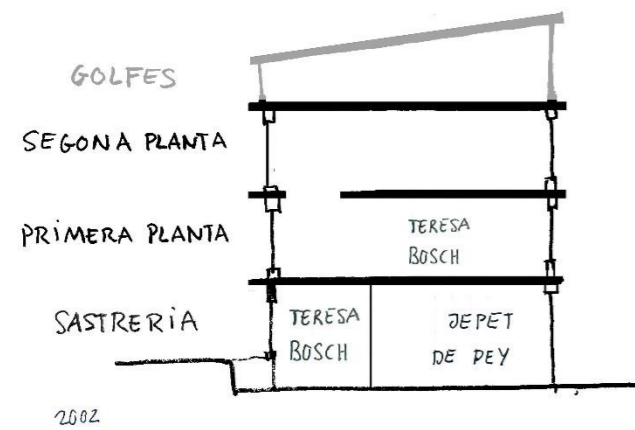 GOLFES
SEGONA PLANTA
PRIMERA PLANTA
TERESA
BOSCH
SASTRERIA
TERESA
BOSCH
JEPET
DE PEY
2002